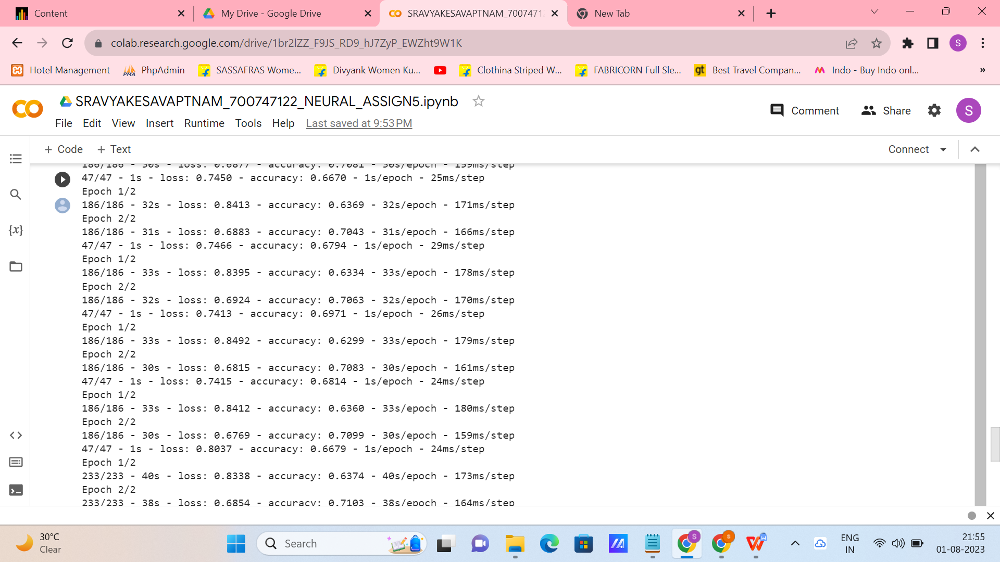 Content
My Drive - Google Drive
SRAVYAKESAVAPTNAM_7007471
New Tab
colab.research.google.com/drive/1br2lZZ_F9JS_RD9_hJ7ZyP_EWZht9W1K
S
Hotel Management
PMA
PhpAdmin
SASSAFRAS Wome...
Divyank Women Ku...
Clothina Striped W...
FABRICORN Full Sle...
gt
Best Travel Compan...
Indo - Buy Indo onl...
»
SRAVYAKESAVAPTNAM_700747122_NEURAL_ASSIGN5.ipynb
File Edit View Insert Runtime Tools Help Last saved at 9:53 PM
Comment
Share
S
+ Code + Text
Connect
186/186 - 30s - loss: 0.6877 - accuracy: 0.7081 - 30s/epoch - 159ms/step
47/47 - 1s - loss: 0.7450 - accuracy: 0.6670 - 1s/epoch - 25ms/step
Epoch 1/2
186/186 - 32s - loss: 0.8413 - accuracy: 0.6369 - 32s/epoch - 171ms/step
Epoch 2/2
186/186 - 31s - loss: 0.6883 - accuracy: 0.7043 - 31s/epoch - 166ms/step
47/47 - 1s - loss: 0.7466 - accuracy: 0.6794 - 1s/epoch - 29ms/step
Epoch 1/2
186/186 - 33s - loss: 0.8395 - accuracy: 0.6334 - 33s/epoch - 178ms/step
Epoch 2/2
186/186 - 32s - loss: 0.6924 - accuracy: 0.7063 - 32s/epoch - 170ms/step
47/47 - 1s - loss: 0.7413 - accuracy: 0.6971 - 1s/epoch - 26ms/step
Epoch 1/2
186/186 - 33s - loss: 0.8492 - accuracy: 0.6299 - 33s/epoch - 179ms/step
Epoch 2/2
186/186 - 30s - loss: 0.6815 - accuracy: 0.7083 - 30s/epoch - 161ms/step
47/47 - 1s - loss: 0.7415 - accuracy: 0.6814 - 1s/epoch - 24ms/step
Epoch 1/2
186/186 - 33s - loss: 0.8412 - accuracy: 0.6360 - 33s/epoch - 180ms/step
Epoch 2/2
186/186 - 30s - loss: 0.6769 - accuracy: 0.7099 - 30s/epoch - 159ms/step
47/47 - 1s - loss: 0.8037 - accuracy: 0.6679 - 1s/epoch - 24ms/step
Epoch 1/2
233/233 - 40s - loss: 0.8338 - accuracy: 0.6374 - 40s/epoch - 173ms/step
Epoch 2/2
233/233 - 38s - loss: 0.6854 - accuracy: 0.7103 - 38s/epoch - 164ms/step
{x}
30°C
Clear
Search
S
S
W
ENG
IN
21:55
01-08-2023